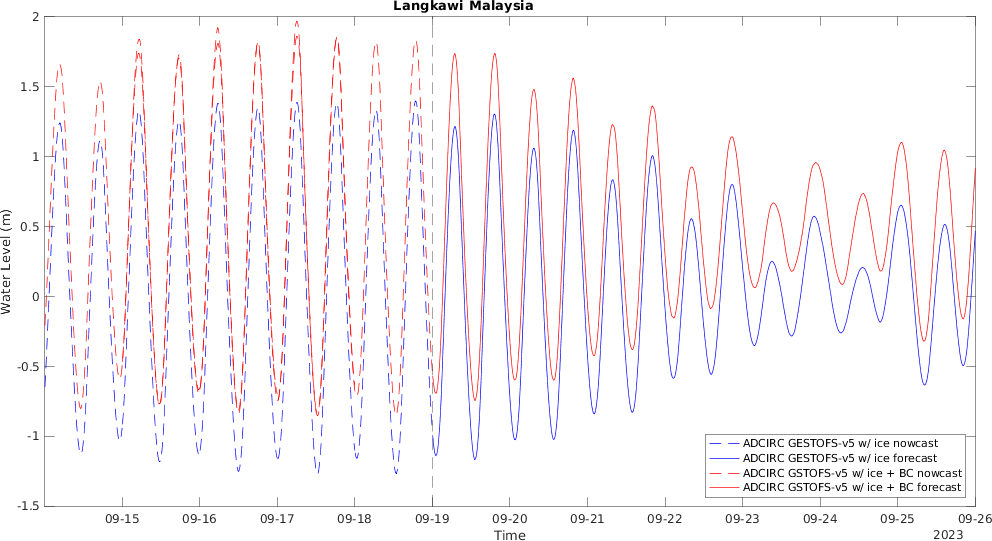 Langkawi Malaysia
2
1.5
1
0.5
0
-0.5
-1
-1.5
Water Level (m)
ADCIRC GESTOFS-v5 w/ ice nowcast
ADCIRC GESTOFS-v5 w/ ice forecast
ADCIRC GSTOFS-v5 w/ ice + BC nowcast
ADCIRC GSTOFS-v5 w/ ice + BC forecast
09-15 09-16 09-17 09-18 09-19 09-20 09-21 09-22 09-23 09-24 09-25 09-26
Time
2023